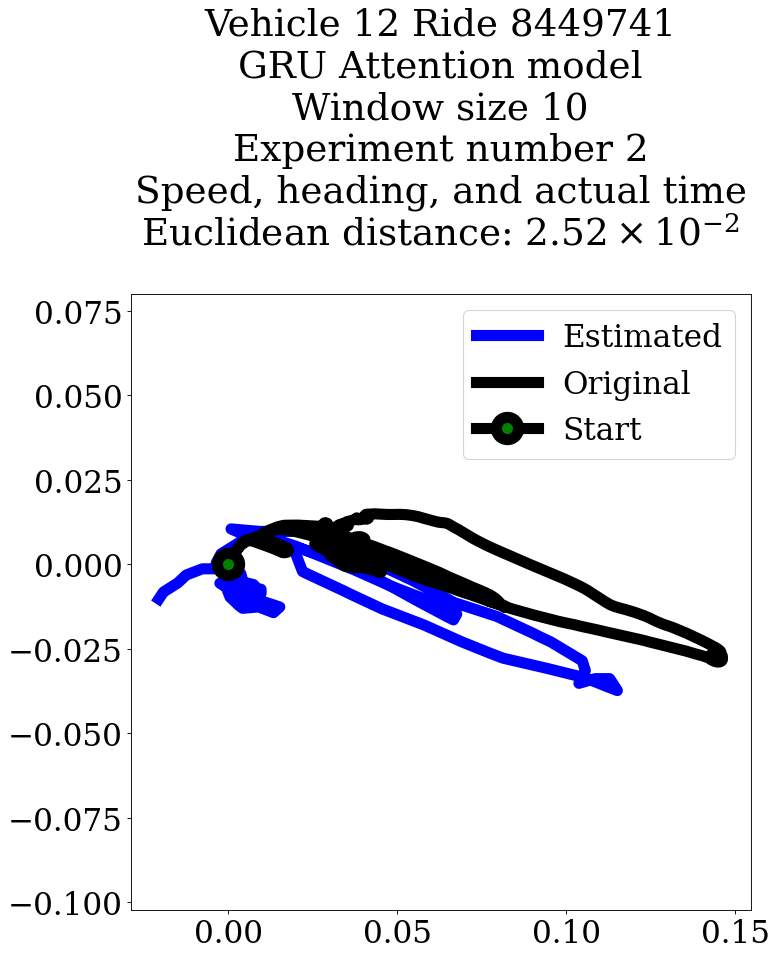 Vehicle 12 Ride 8449741
GRU Attention model
Window size 10
Experiment number 2
Speed, heading, and actual time
Euclidean distance: 2.52 × 10⁻²
0.075
0.050
0.025
0.000
−0.025
−0.050
−0.075
−0.100
Estimated
Original
Start
0.00 0.05 0.10 0.15